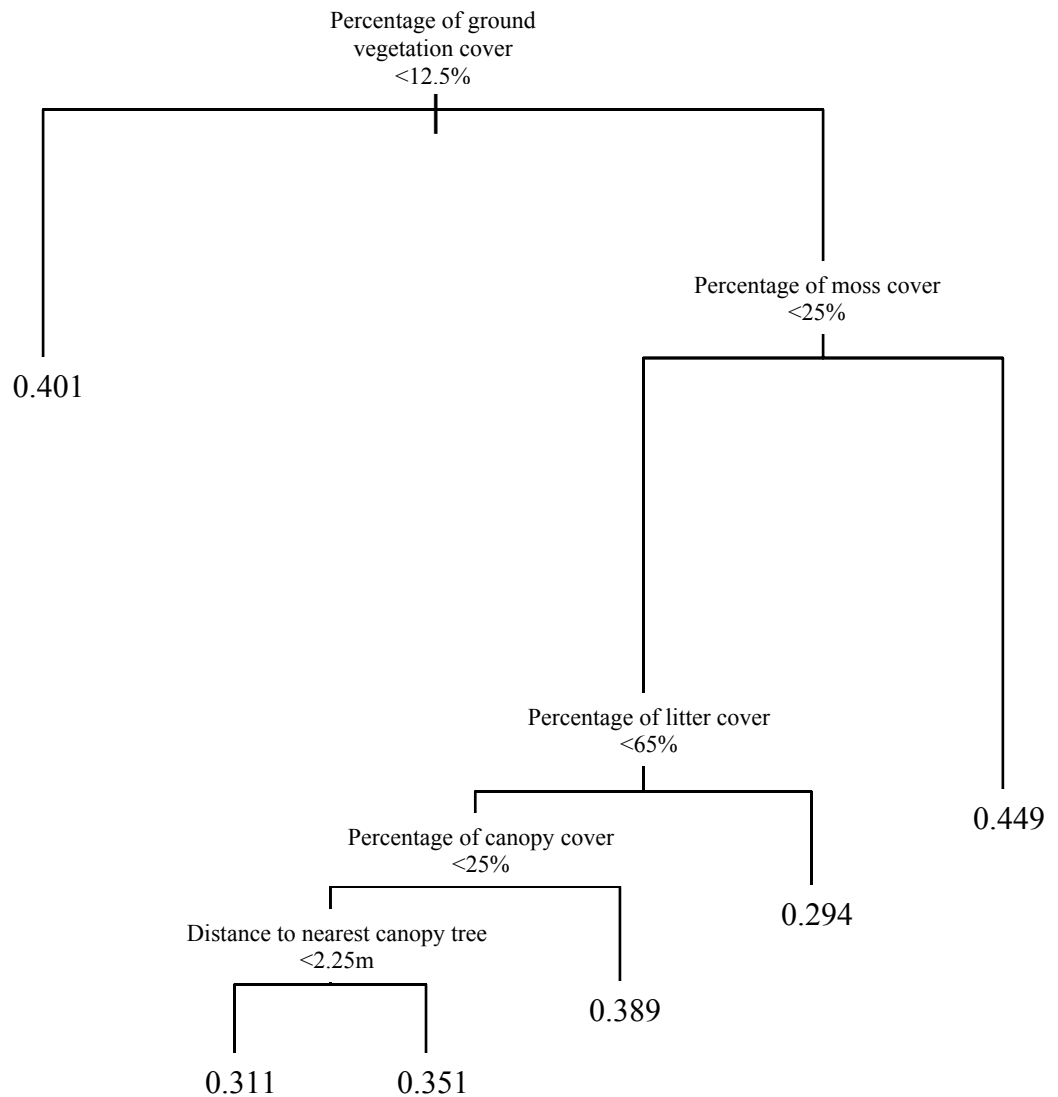 Percentage of ground
vegetation cover
<12.5%
Percentage of moss cover
<25%
0.401
Percentage of litter cover
<65%
0.449
Percentage of canopy cover
<25%
0.294
Distance to nearest canopy tree
<2.25m
0.389
0.311
0.351